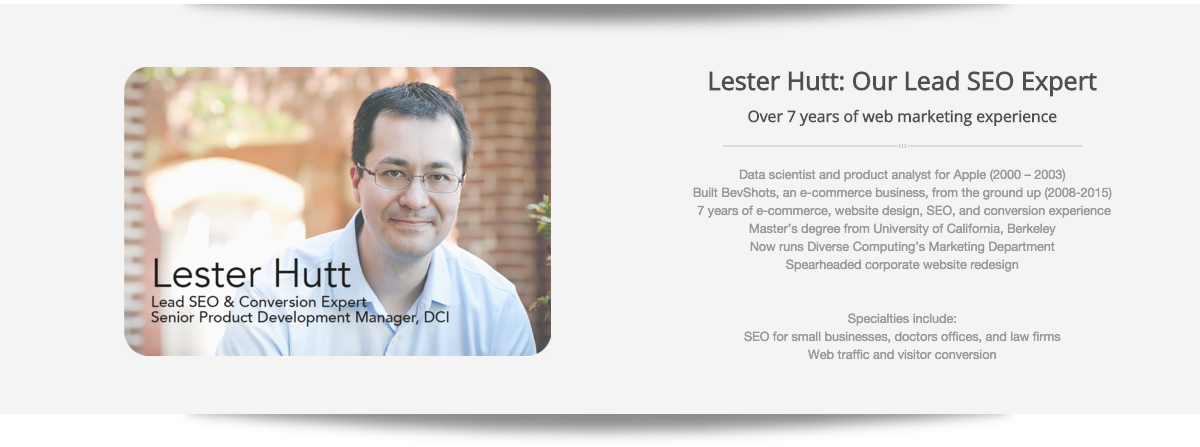 Lester Hutt
Lead SEO & Conversion Expert
Senior Product Development Manager, DCI
Lester Hutt: Our Lead SEO Expert
Over 7 years of web marketing experience
Data scientist and product analyst for Apple (2000 – 2003)
Built BevShots, an e-commerce business, from the ground up (2008-2015)
7 years of e-commerce, website design, SEO, and conversion experience
Master's degree from University of California, Berkeley
Now runs Diverse Computing's Marketing Department
Spearheaded corporate website redesign
Specialties include:
SEO for small businesses, doctors offices, and law firms
Web traffic and visitor conversion